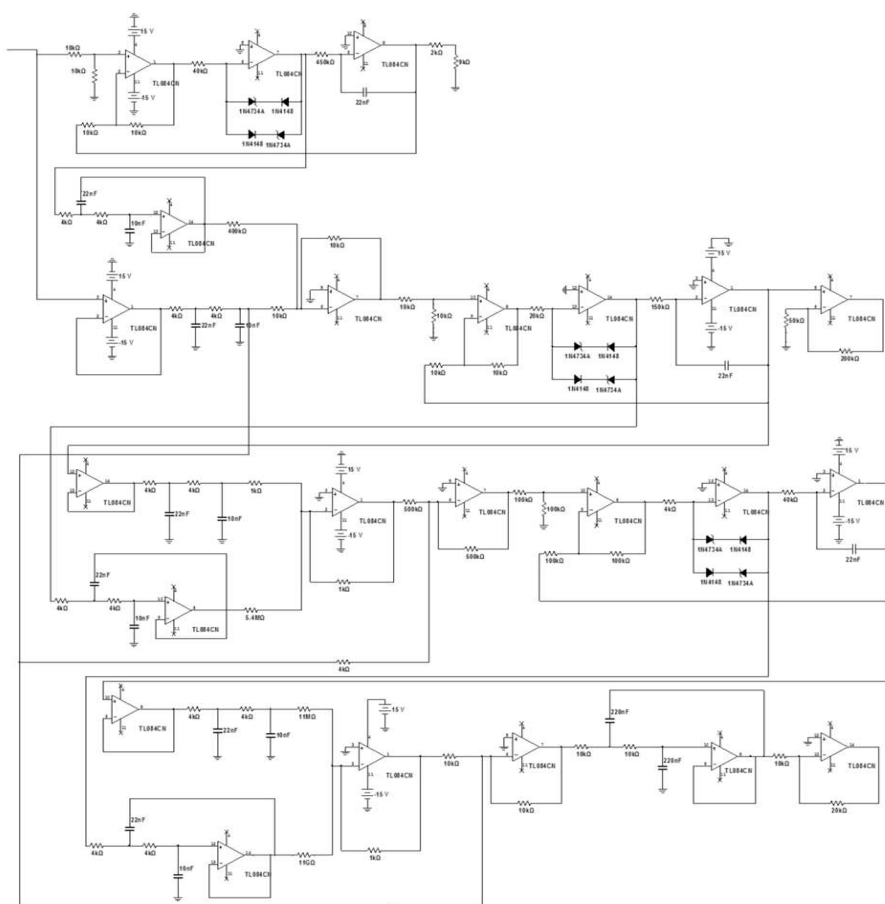 15 V
10kΩ
10kΩ
TL084CN
-15 V
40kΩ
TL084CN
450kΩ
TL084CN
2kΩ
9kΩ
22nF
1N4734A 1N4148
1N4148 1N4734A
10kΩ 10kΩ
22nF
4kΩ 4kΩ
10nF
TL084CN
400kΩ
15 V
TL084CN
-15 V
4kΩ
22nF
4kΩ
10nF
10kΩ
10kΩ
TL084CN
10kΩ
10kΩ
TL084CN
10kΩ 10kΩ
20kΩ
TL084CN
1N4734A 1N4148
1N4148 1N4734A
150kΩ
15 V
TL084CN
-15 V
22nF
50kΩ
TL084CN
200kΩ
TL084CN
4kΩ 4kΩ 1kΩ
22nF 10nF
15 V
TL084CN
-15 V
1kΩ
500kΩ
TL084CN
500kΩ
100kΩ
100kΩ
TL084CN
100kΩ 100kΩ
4kΩ
TL084CN
1N4734A 1N4148
1N4148 1N4734A
40kΩ
15 V
TL084CN
-15 V
22nF
22nF
4kΩ 4kΩ
10nF
TL084CN
5.4MΩ
4kΩ
TL084CN
4kΩ 4kΩ 11MΩ
22nF 10nF
15 V
TL084CN
-15 V
1kΩ
10kΩ
TL084CN
10kΩ
220nF
10kΩ 10kΩ
220nF
TL084CN
10kΩ
TL084CN
20kΩ
22nF
4kΩ 4kΩ
10nF
TL084CN
11GΩ